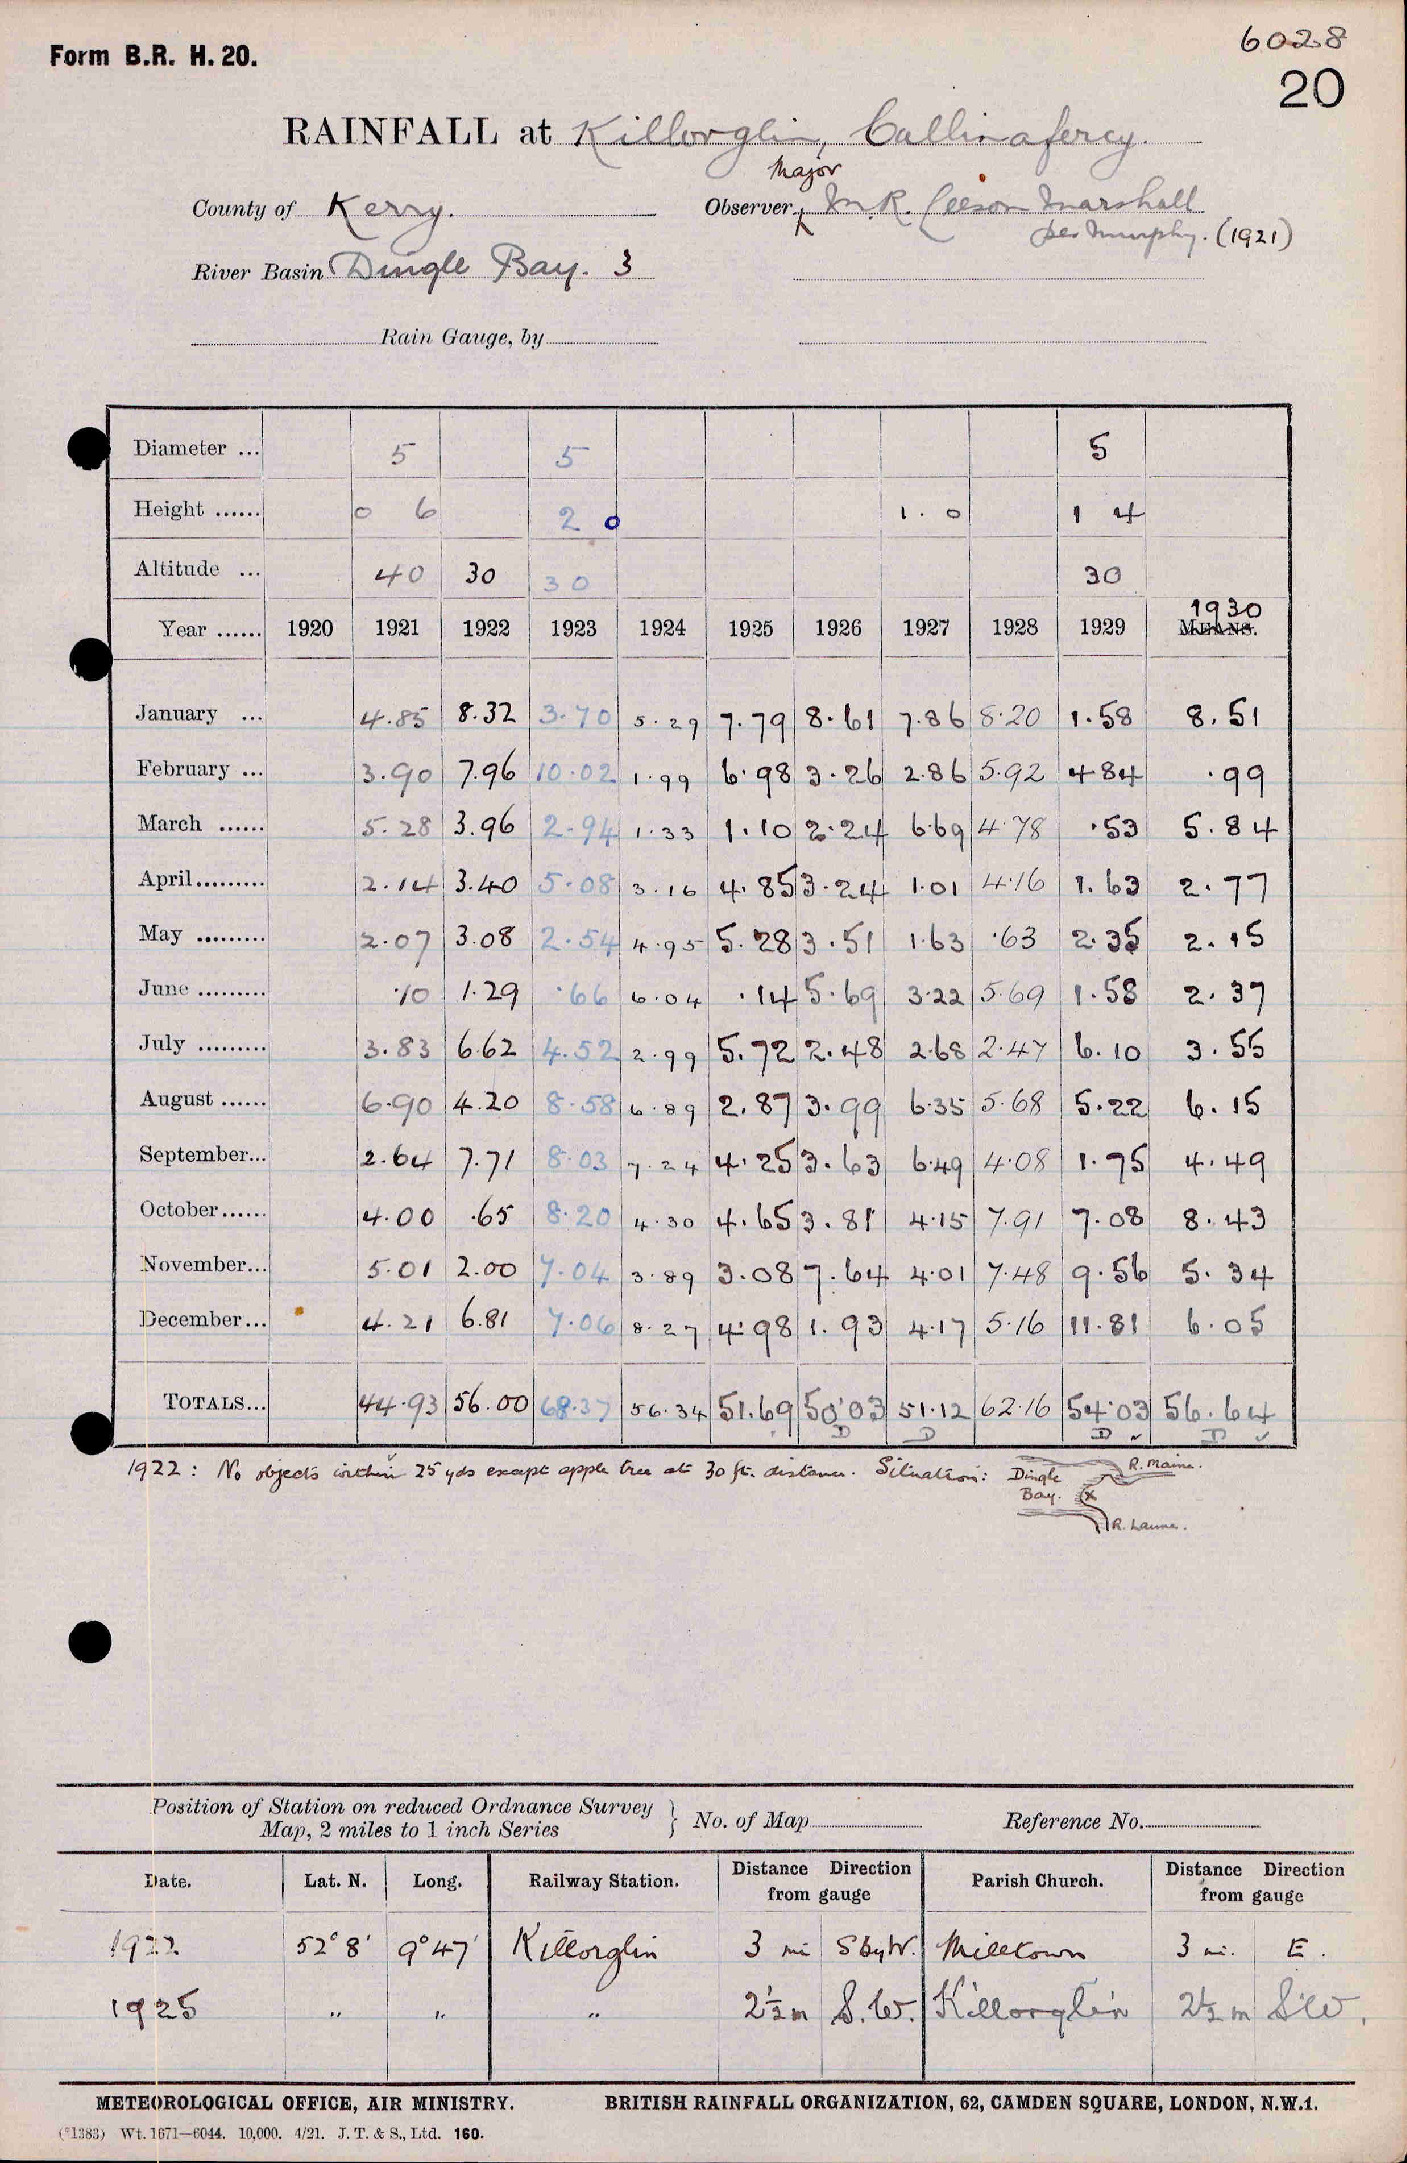 6028
Form B.R. H. 20.
20
RAINFALL at Killorglin, Callinafercy.
Major
County of Kerry. Observer M. R. Leeson Marshall
per Murphy. (1921)
River Basin Dingle Bay. 3
Rain Gauge, by
Diameter ... 5 5 5
Height ...... 0 6 2 0 1. 0 1 4
Altitude ... 40 30 30 30
1930
Year ...... 1920 1921 1922 1923 1924 1925 1926 1927 1928 1929 MEANS.
January ... 4.85 8.32 3.70 5.29 7.79 8.61 7.86 8.20 1.58 8.51
February ... 3.90 7.96 10.02 1.99 6.98 3.26 2.86 5.92 4 84 .99
March ...... 5.28 3.96 2.94 1.33 1.10 2.24 6.69 4.78 .53 5.84
April......... 2.14 3.40 5.08 3.16 4.85 3.24 1.01 4.16 1.63 2.77
May ......... 2.07 3.08 2.54 4.95 5.28 3.51 1.63 .63 2.35 2.15
June ......... .10 1.29 .66 6.04 .14 5.69 3.22 5.69 1.58 2.37
July ......... 3.83 6.62 4.52 2.99 5.72 2.48 2.68 2.47 6.10 3.55
August ...... 6.90 4.20 8.58 6.89 2.87 3.99 6.35 5.68 5.22 6.15
September... 2.64 7.71 8.03 7.24 4.25 3.63 6.49 4.08 1.75 4.49
October...... 4.00 .65 8.20 4.30 4.65 3.81 4.15 7.91 7.08 8.43
November... 5.01 2.00 7.04 3.89 3.08 7.64 4.01 7.48 9.56 5.34
December... 4.21 6.81 7.06 8.27 4.98 1.93 4.17 5.16 11.81 6.05
TOTALS... 44.93 56.00 68.37 56.34 51.69 50.03 51.12 62.16 54.03 56.64
D D D ✓ D ✓
1922 : No objects within 25 yds except apple tree at 30 ft. distance. Situation: Dingle R. Maine.
Bay. x
R. Laune.
Position of Station on reduced Ordnance Survey
Map, 2 miles to 1 inch Series } No. of Map Reference No.
Date. Lat. N. Long. Railway Station. Distance Direction from gauge Parish Church. Distance Direction from gauge
1922 52° 8' 9° 47' Killorglin 3 mi S by W. Milltown 3 mi. E.
1925 " " " 2½ m S.W. Killorglin 2½ m S W.
METEOROLOGICAL OFFICE, AIR MINISTRY. BRITISH RAINFALL ORGANIZATION, 62, CAMDEN SQUARE, LONDON, N.W.1.
(*1383) Wt. 1671—6044. 10,000. 4/21. J. T. & S., Ltd. 160.